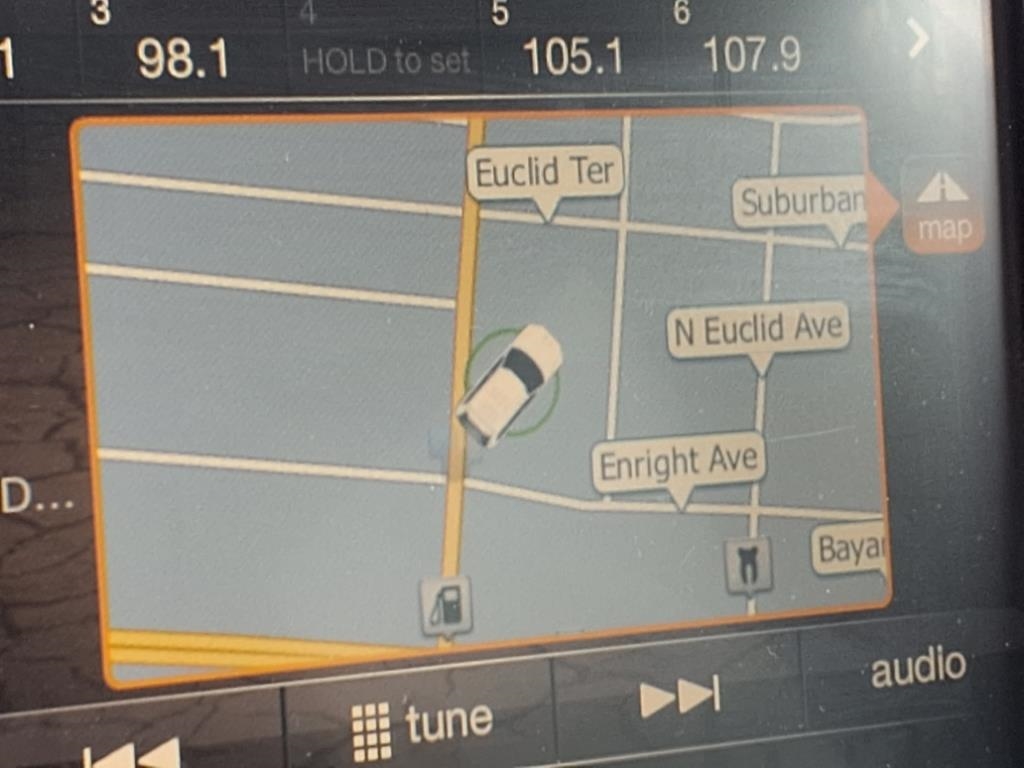 3
4
5
6
1
98.1
HOLD to set
105.1
107.9
Euclid Ter
Suburban
map
N Euclid Ave
Enright Ave
D...
Baya
tune
audio